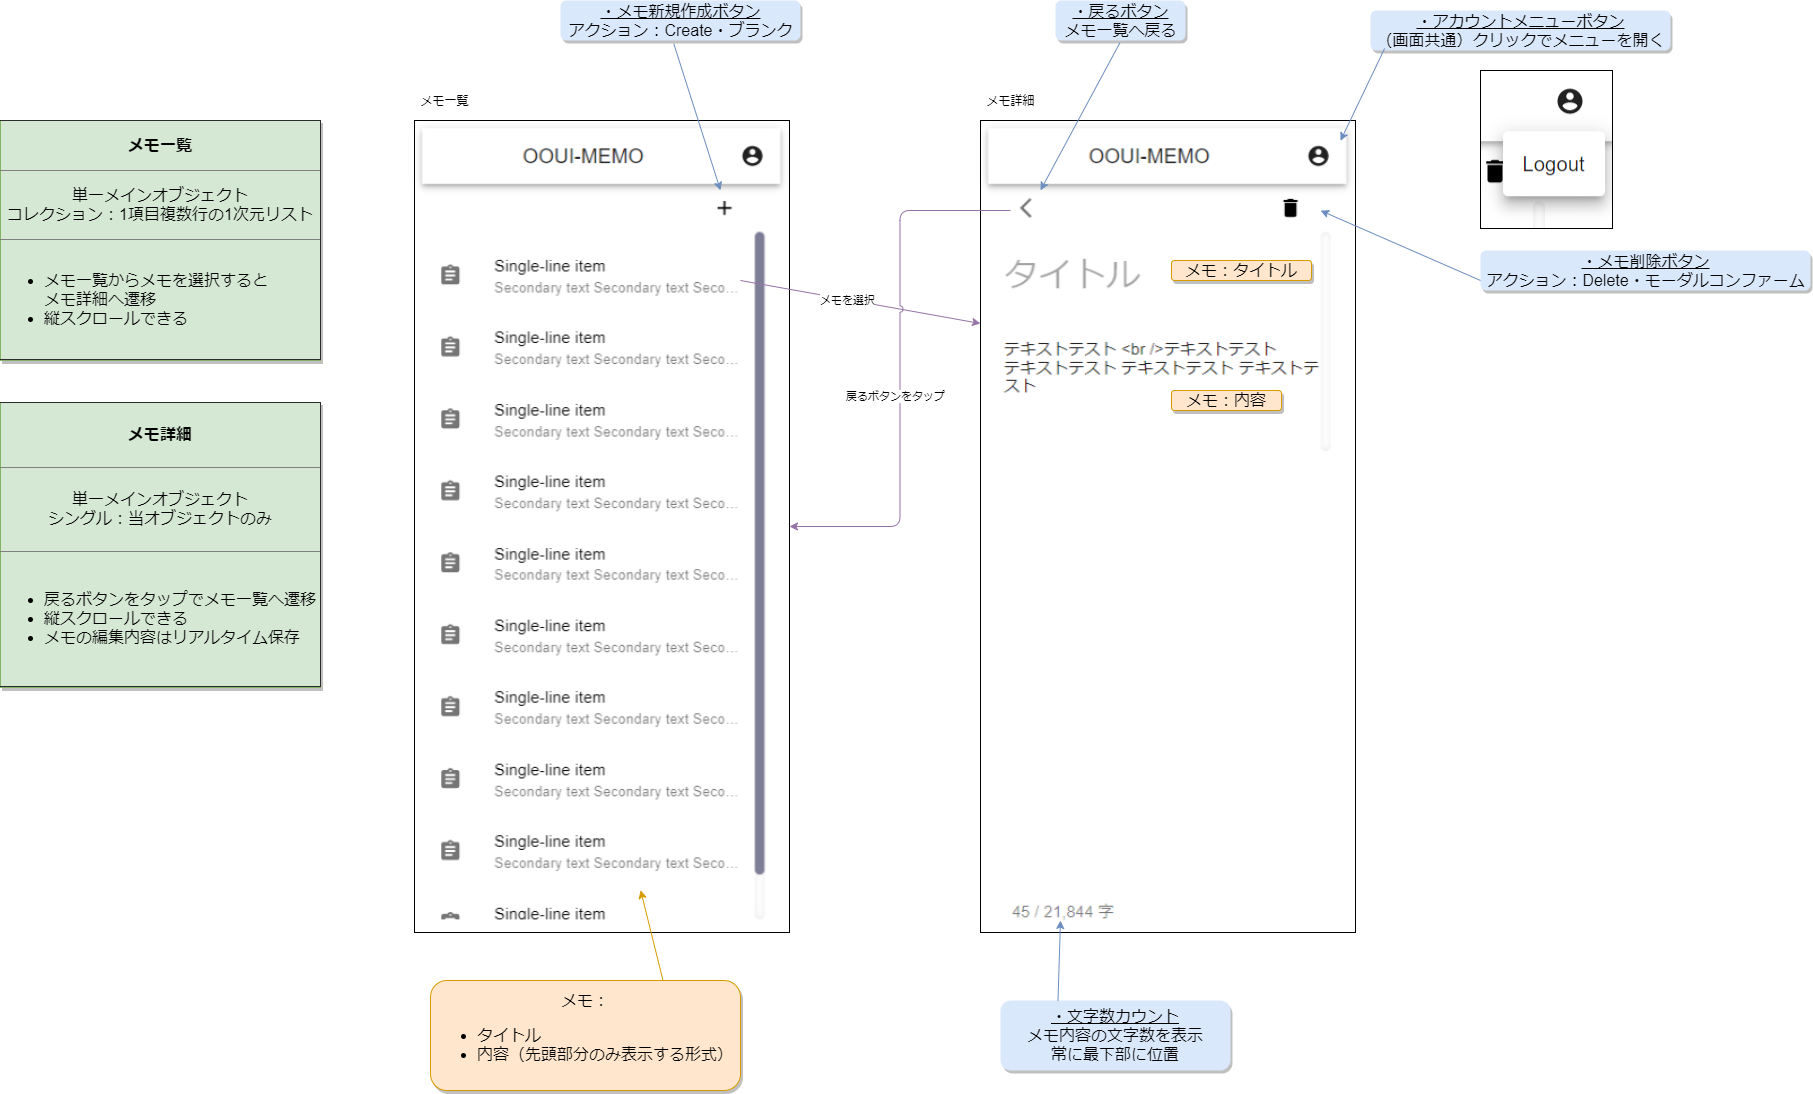 ・メモ新規作成ボタン
アクション：Create・ブランク
・戻るボタン
メモ一覧へ戻る
・アカウントメニューボタン
（画面共通）クリックでメニューを開く
メモ一覧
単一メインオブジェクト
コレクション：1項目複数行の1次元リスト
メモ一覧からメモを選択すると
メモ詳細へ遷移
縦スクロールできる
メモ詳細
単一メインオブジェクト
シングル：当オブジェクトのみ
戻るボタンをタップでメモ一覧へ遷移
縦スクロールできる
メモの編集内容はリアルタイム保存
メモ一覧
OOUI-MEMO
Single-line item
Secondary text Secondary text Seco…
Single-line item
Secondary text Secondary text Seco…
Single-line item
Secondary text Secondary text Seco…
Single-line item
Secondary text Secondary text Seco…
Single-line item
Secondary text Secondary text Seco…
Single-line item
Secondary text Secondary text Seco…
Single-line item
Secondary text Secondary text Seco…
Single-line item
Secondary text Secondary text Seco…
Single-line item
Secondary text Secondary text Seco…
Single-line item
メモ：
タイトル
内容（先頭部分のみ表示する形式）
メモを選択
戻るボタンをタップ
メモ詳細
OOUI-MEMO
タイトル
メモ：タイトル
テキストテスト <br />テキストテスト
テキストテスト テキストテスト テキストテ
スト
メモ：内容
45 / 21,844 字
・文字数カウント
メモ内容の文字数を表示
常に最下部に位置
Logout
・メモ削除ボタン
アクション：Delete・モーダルコンファーム